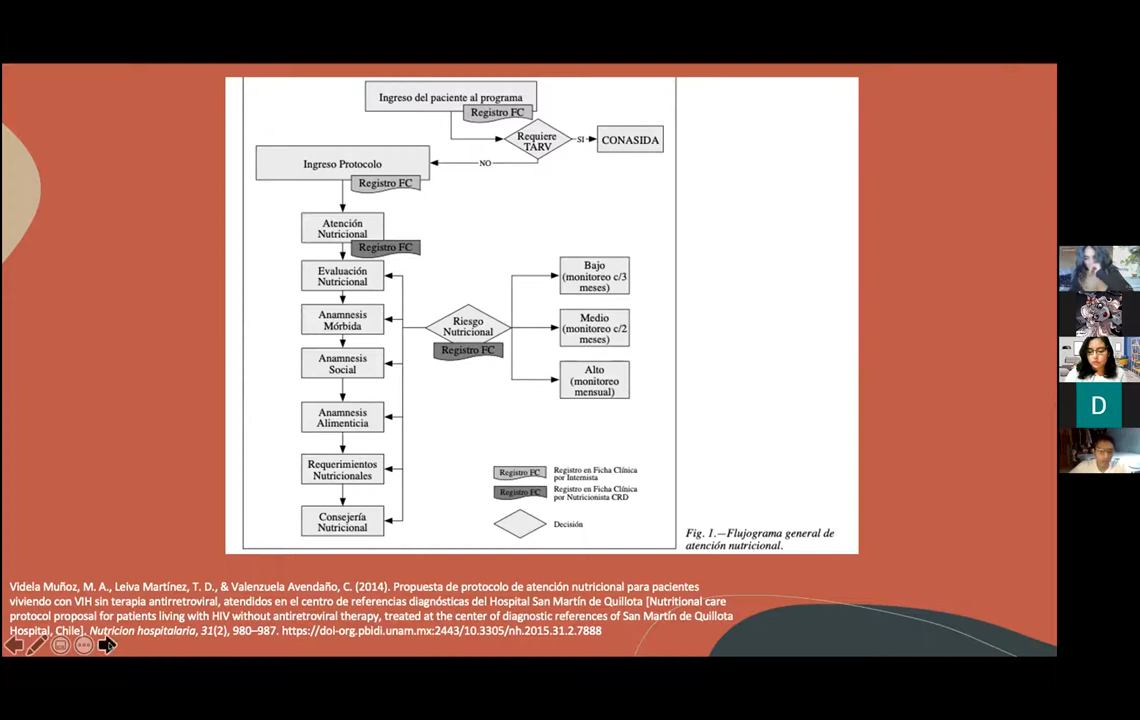 Ingreso del paciente al programa
Registro FC
Requiere
TARV
SI
CONASIDA
NO
Ingreso Protocolo
Registro FC
Atención
Nutricional
Registro FC
Evaluación
Nutricional
Anamnesis
Mórbida
Anamnesis
Social
Anamnesis
Alimenticia
Requerimientos
Nutricionales
Consejería
Nutricional
Riesgo
Nutricional
Registro FC
Bajo
(monitoreo c/3
meses)
Medio
(monitoreo c/2
meses)
Alto
(monitoreo
mensual)
Registro FC
Registro en Ficha Clínica
por Internista
Registro FC
Registro en Ficha Clínica
por Nutricionista CRD
Decisión
Fig. 1.—Flujograma general de
atención nutricional.
Videla Muñoz, M. A., Leiva Martínez, T. D., & Valenzuela Avendaño, C. (2014). Propuesta de protocolo de atención nutricional para pacientes
viviendo con VIH sin terapia antirretroviral, atendidos en el centro de referencias diagnósticas del Hospital San Martín de Quillota [Nutritional care
protocol proposal for patients living with HIV without antiretroviral therapy, treated at the center of diagnostic references of San Martín de Quillota
Hospital, Chile]. Nutricion hospitalaria, 31(2), 980–987. https://doi-org.pbidi.unam.mx:2443/10.3305/nh.2015.31.2.7888
D